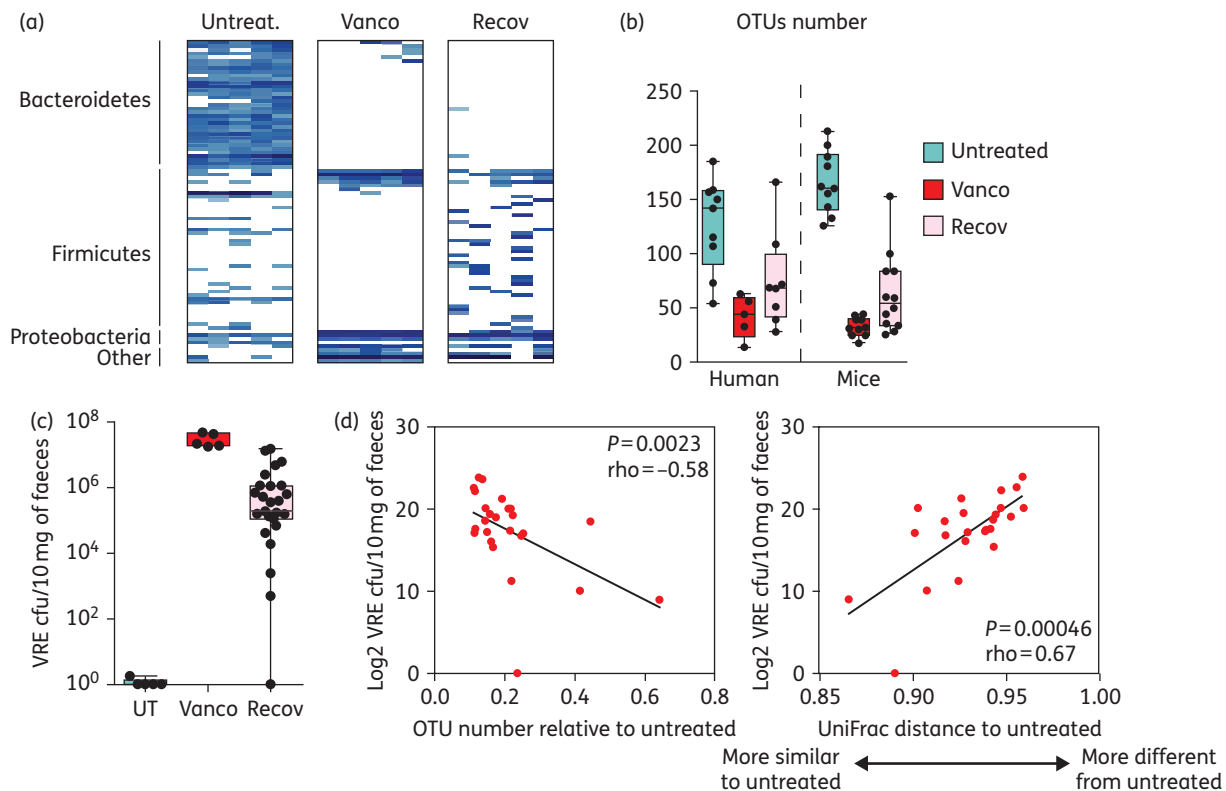 (a)
Untreat.
Vanco
Recov
Bacteroidetes
Firmicutes
Proteobacteria
Other
(b)
OTUs number
250
200
150
100
50
0
Human
Mice
Untreated
Vanco
Recov
(c)
VRE cfu/10 mg of faeces
10^8
10^6
10^4
10^2
10^0
UT
Vanco
Recov
(d)
Log2 VRE cfu/10 mg of faeces
30
20
10
0
P=0.0023
rho=–0.58
0.0
0.2
0.4
0.6
0.8
OTU number relative to untreated
Log2 VRE cfu/10 mg of faeces
30
20
10
0
P=0.00046
rho=0.67
0.85
0.90
0.95
1.00
UniFrac distance to untreated
More similar
to untreated
More different
from untreated